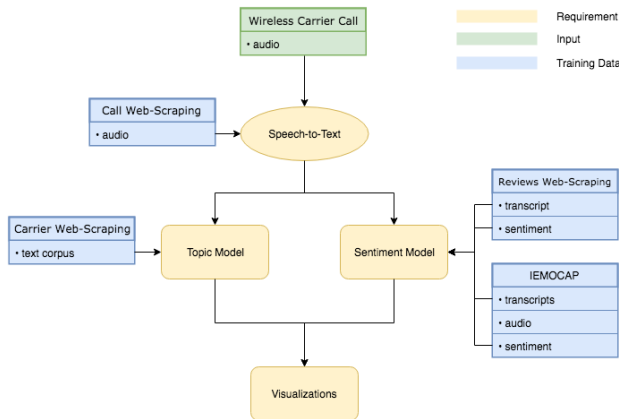 Wireless Carrier Call
• audio
Requirement
Input
Training Data
Call Web-Scraping
• audio
Speech-to-Text
Reviews Web-Scraping
• transcript
• sentiment
Carrier Web-Scraping
• text corpus
Topic Model
Sentiment Model
IEMOCAP
• transcripts
• audio
• sentiment
Visualizations